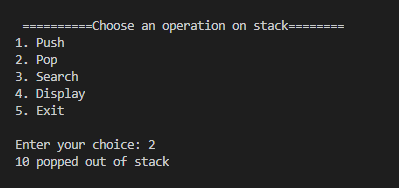 ==========Choose an operation on stack========
1. Push
2. Pop
3. Search
4. Display
5. Exit
Enter your choice: 2
10 popped out of stack